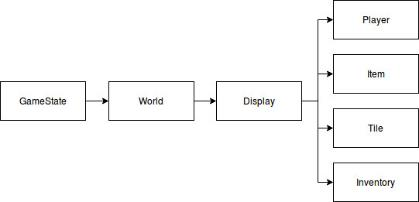 Player
Item
GameState
World
Display
Tile
Inventory